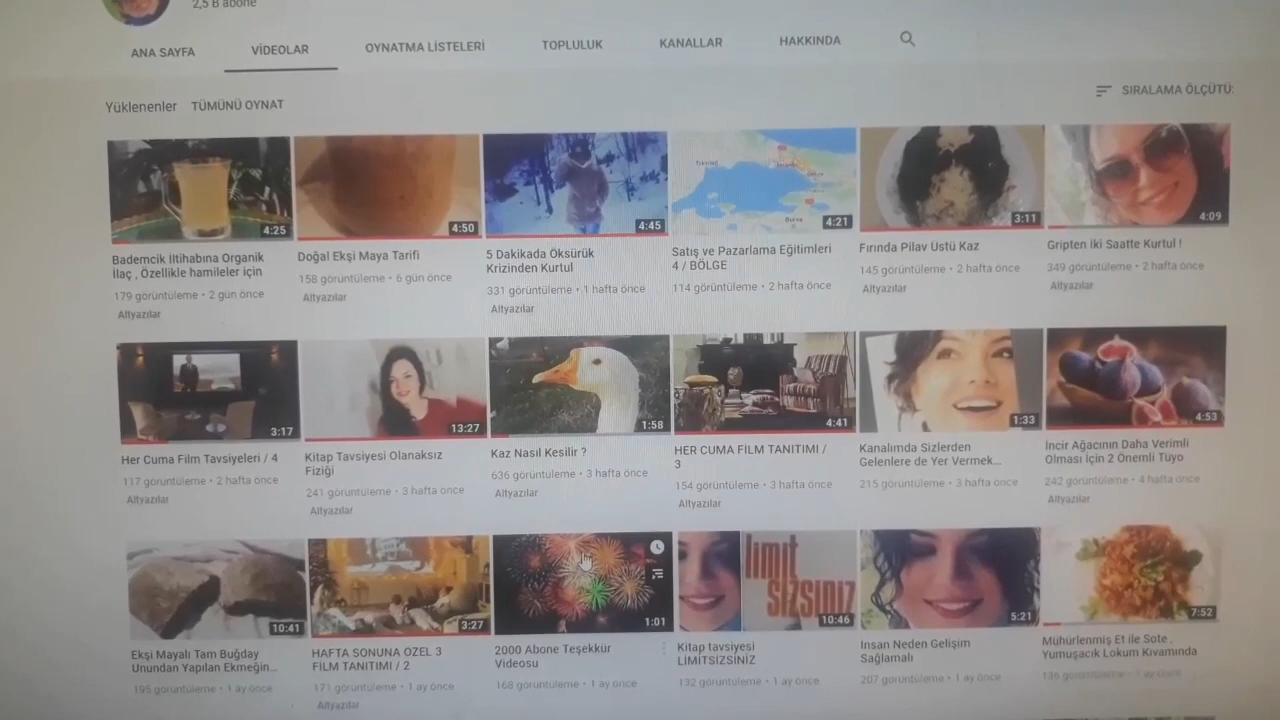 2,5 B abone
ANA SAYFA
VİDEOLAR
OYNATMA LİSTELERİ
TOPLULUK
KANALLAR
HAKKINDA
Yüklenenler
TÜMÜNÜ OYNAT
SIRALAMA ÖLÇÜTÜ:
4:25
4:50
4:45
4:21
3:11
4:09
Bademcik İltihabına Organik
İlaç , Özellikle hamileler için
179 görüntüleme • 2 gün önce
Altyazılar
Doğal Ekşi Maya Tarifi
158 görüntüleme • 6 gün önce
Altyazılar
5 Dakikada Öksürük
Krizinden Kurtul
331 görüntüleme • 1 hafta önce
Altyazılar
Satış ve Pazarlama Eğitimleri
4 / BÖLGE
114 görüntüleme • 2 hafta önce
Fırında Pilav Üstü Kaz
145 görüntüleme • 2 hafta önce
Altyazılar
Gripten İki Saatte Kurtul !
349 görüntüleme • 2 hafta önce
Altyazılar
3:17
13:27
1:58
4:41
1:33
4:53
Her Cuma Film Tavsiyeleri / 4
117 görüntüleme • 2 hafta önce
Altyazılar
Kitap Tavsiyesi Olanaksız
Fiziği
241 görüntüleme • 3 hafta önce
Altyazılar
Kaz Nasıl Kesilir ?
636 görüntüleme • 3 hafta önce
Altyazılar
HER CUMA FİLM TANITIMI /
3
154 görüntüleme • 3 hafta önce
Altyazılar
Kanalımda Sizlerden
Gelenlere de Yer Vermek...
215 görüntüleme • 3 hafta önce
İncir Ağacının Daha Verimli
Olması İçin 2 Önemli Tüyo
242 görüntüleme • 4 hafta önce
Altyazılar
10:41
3:27
1:01
limit
sizsiniz
10:46
5:21
7:52
Ekşi Mayalı Tam Buğday
Unundan Yapılan Ekmeğin...
195 görüntüleme • 1 ay önce
HAFTA SONUNA ÖZEL 3
FİLM TANITIMI / 2
171 görüntüleme • 1 ay önce
Altyazılar
2000 Abone Teşekkür
Videosu
168 görüntüleme • 1 ay önce
Kitap tavsiyesi
LİMİTSİZSİNİZ
132 görüntüleme • 1 ay önce
İnsan Neden Gelişim
Sağlamalı
207 görüntüleme • 1 ay önce
Mühürlenmiş Et ile Sote ,
Yumuşacık Lokum Kıvamında
136 görüntüleme • 1 ay önce